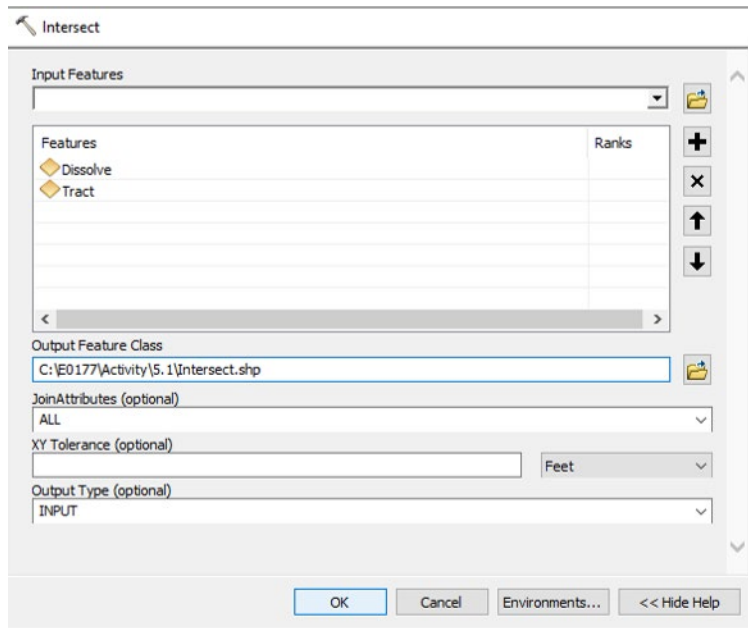 Intersect
Input Features
Features Ranks
Dissolve
Tract
Output Feature Class
C:\E0177\Activity\5.1\Intersect.shp
JoinAttributes (optional)
ALL
XY Tolerance (optional)
Feet
Output Type (optional)
INPUT
OK Cancel Environments... << Hide Help